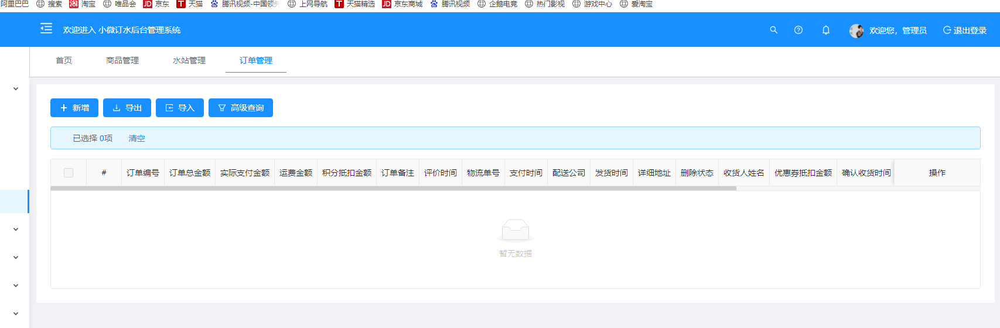 阿里巴巴 搜索 淘 淘宝 唯品会 JD 京东 T 天猫 腾讯视频-中国领先 上网导航 T 天猫精选 JD 京东商城 腾讯视频 企鹅电竞 热门影视 游戏中心 爱淘宝
欢迎进入 小微订水后台管理系统 欢迎您，管理员 退出登录
首页 商品管理 水站管理 订单管理
新增 导出 导入 高级查询
已选择 0项 清空
# 订单编号 订单总金额 实际支付金额 运费金额 积分抵扣金额 订单备注 评价时间 物流单号 支付时间 配送公司 发货时间 详细地址 删除状态 收货人姓名 优惠券抵扣金额 确认收货时间 操作
暂无数据